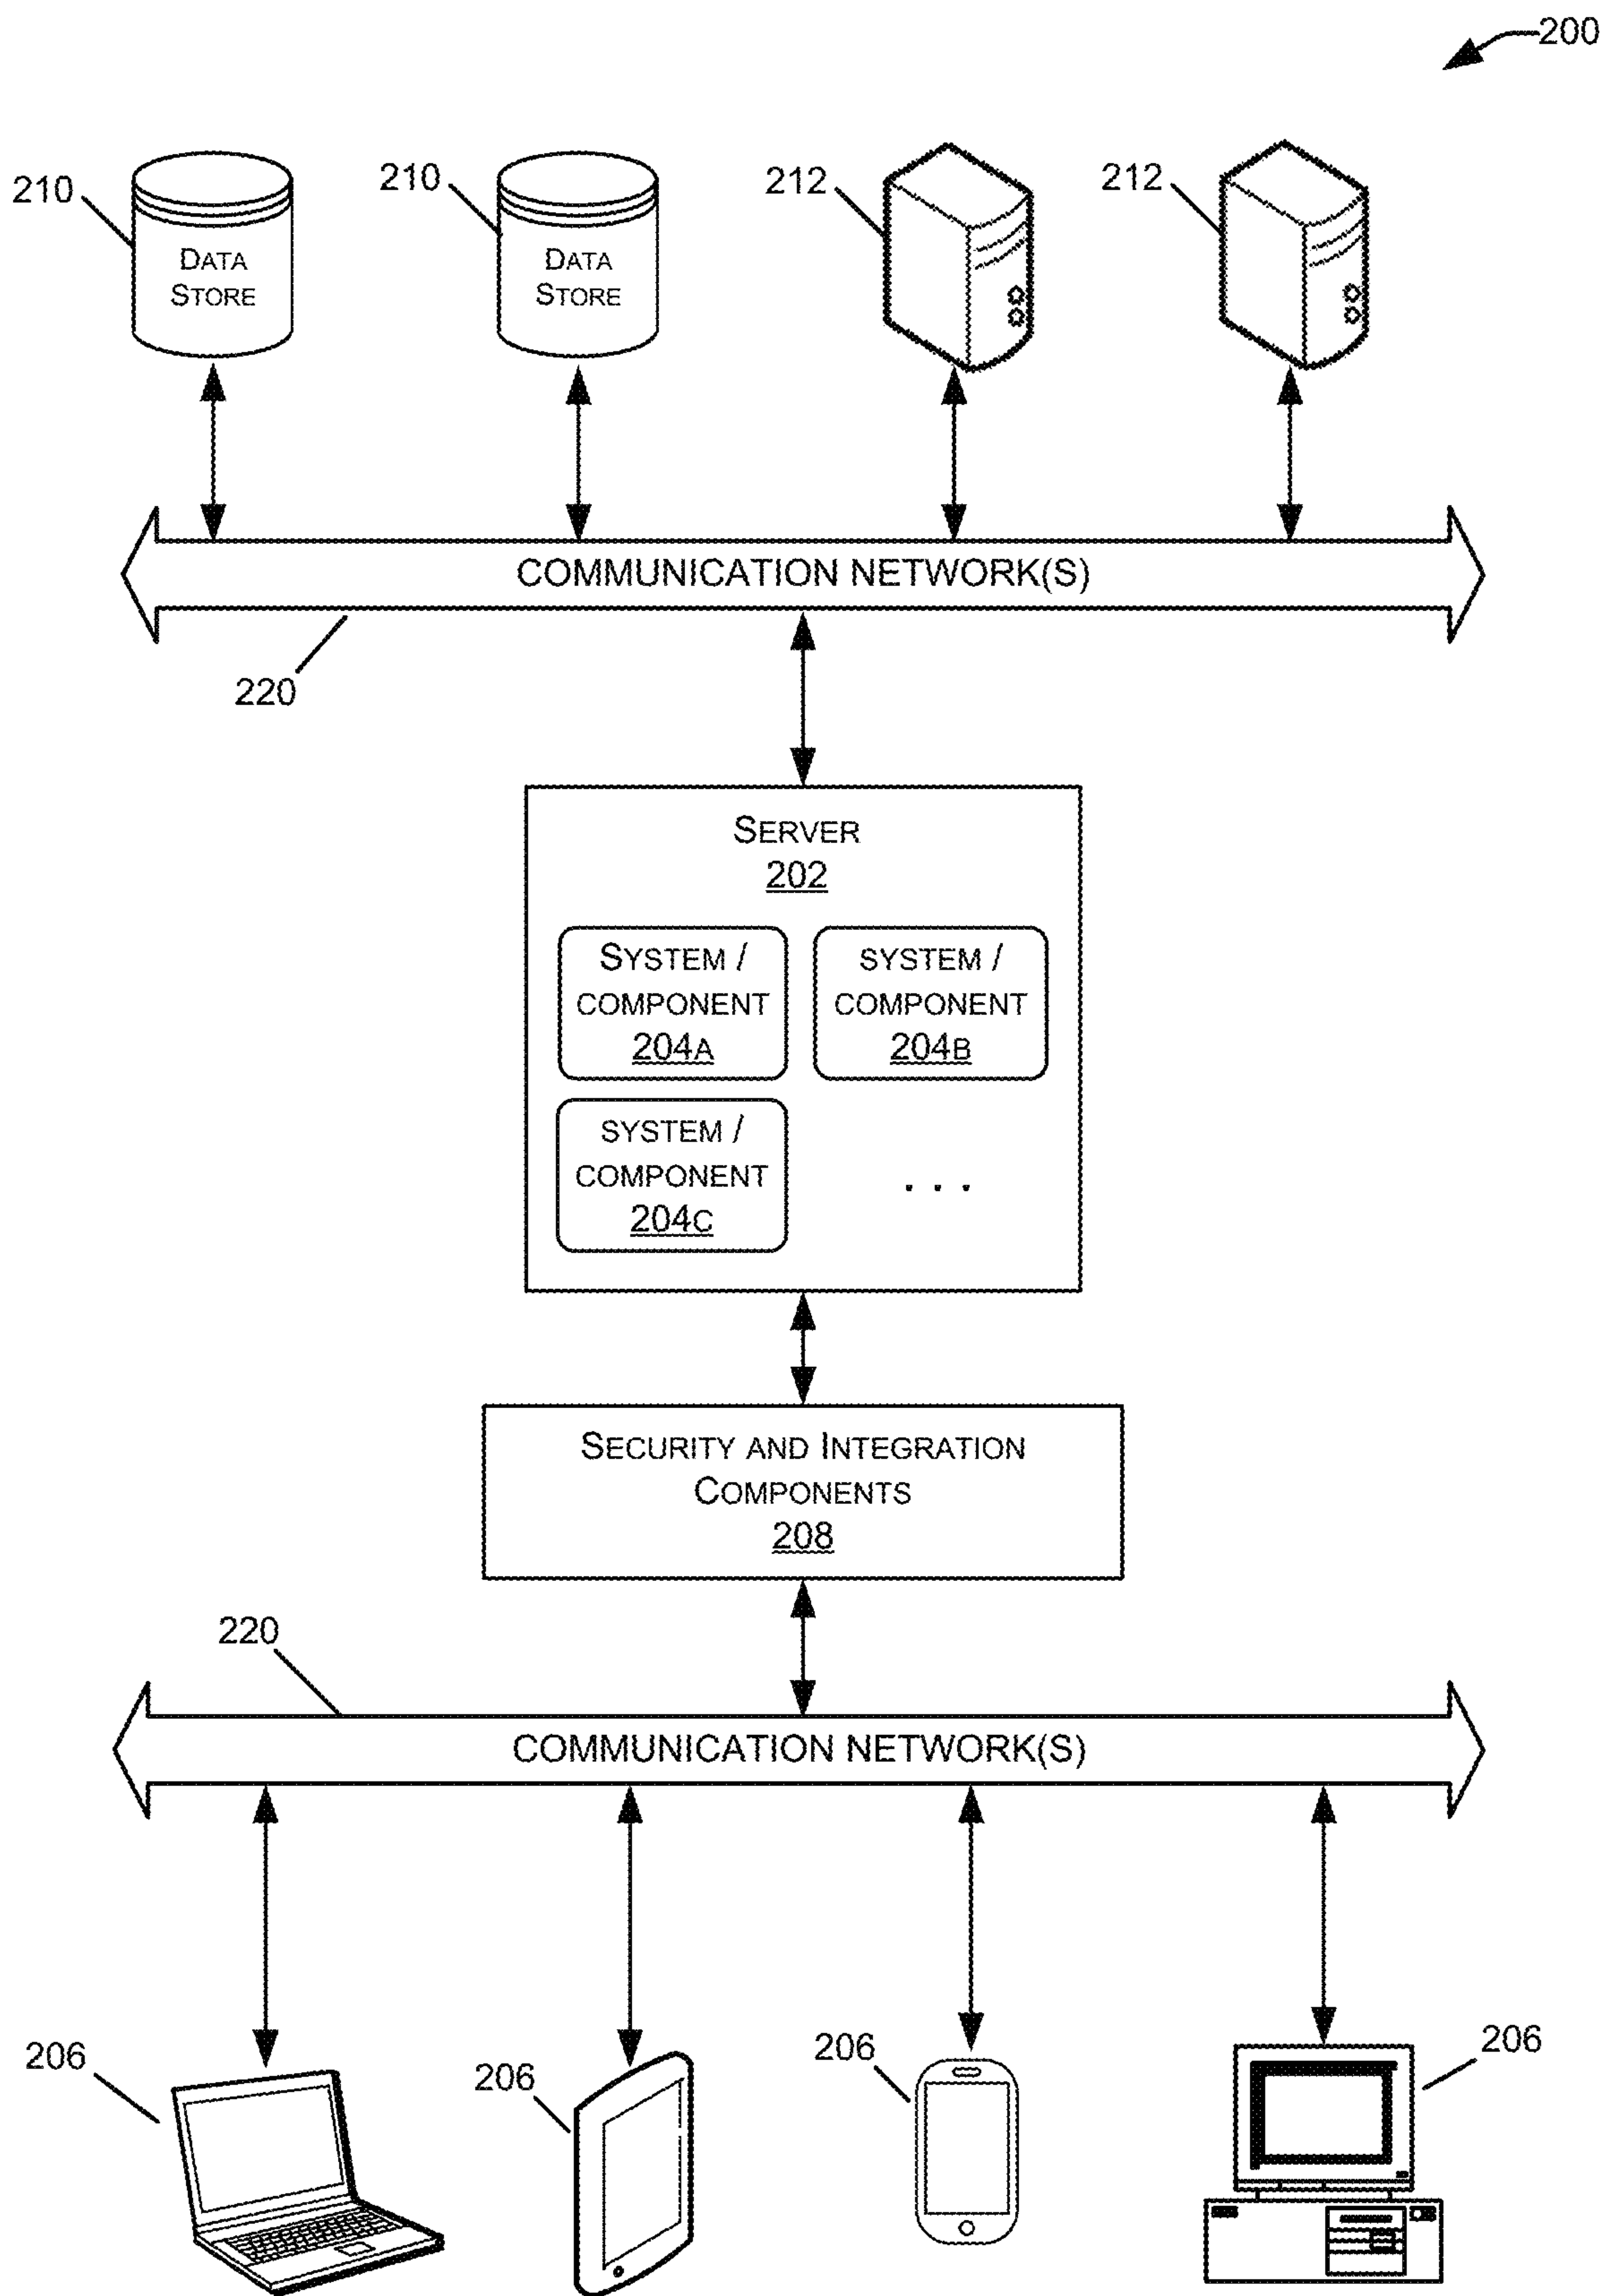 200
210
210
212
212
DATA
STORE
DATA
STORE
COMMUNICATION NETWORK(S)
220
SERVER
202
SYSTEM /
COMPONENT
204A
SYSTEM /
COMPONENT
204B
SYSTEM /
COMPONENT
204C
. . .
SECURITY AND INTEGRATION
COMPONENTS
208
220
COMMUNICATION NETWORK(S)
206
206
206
206